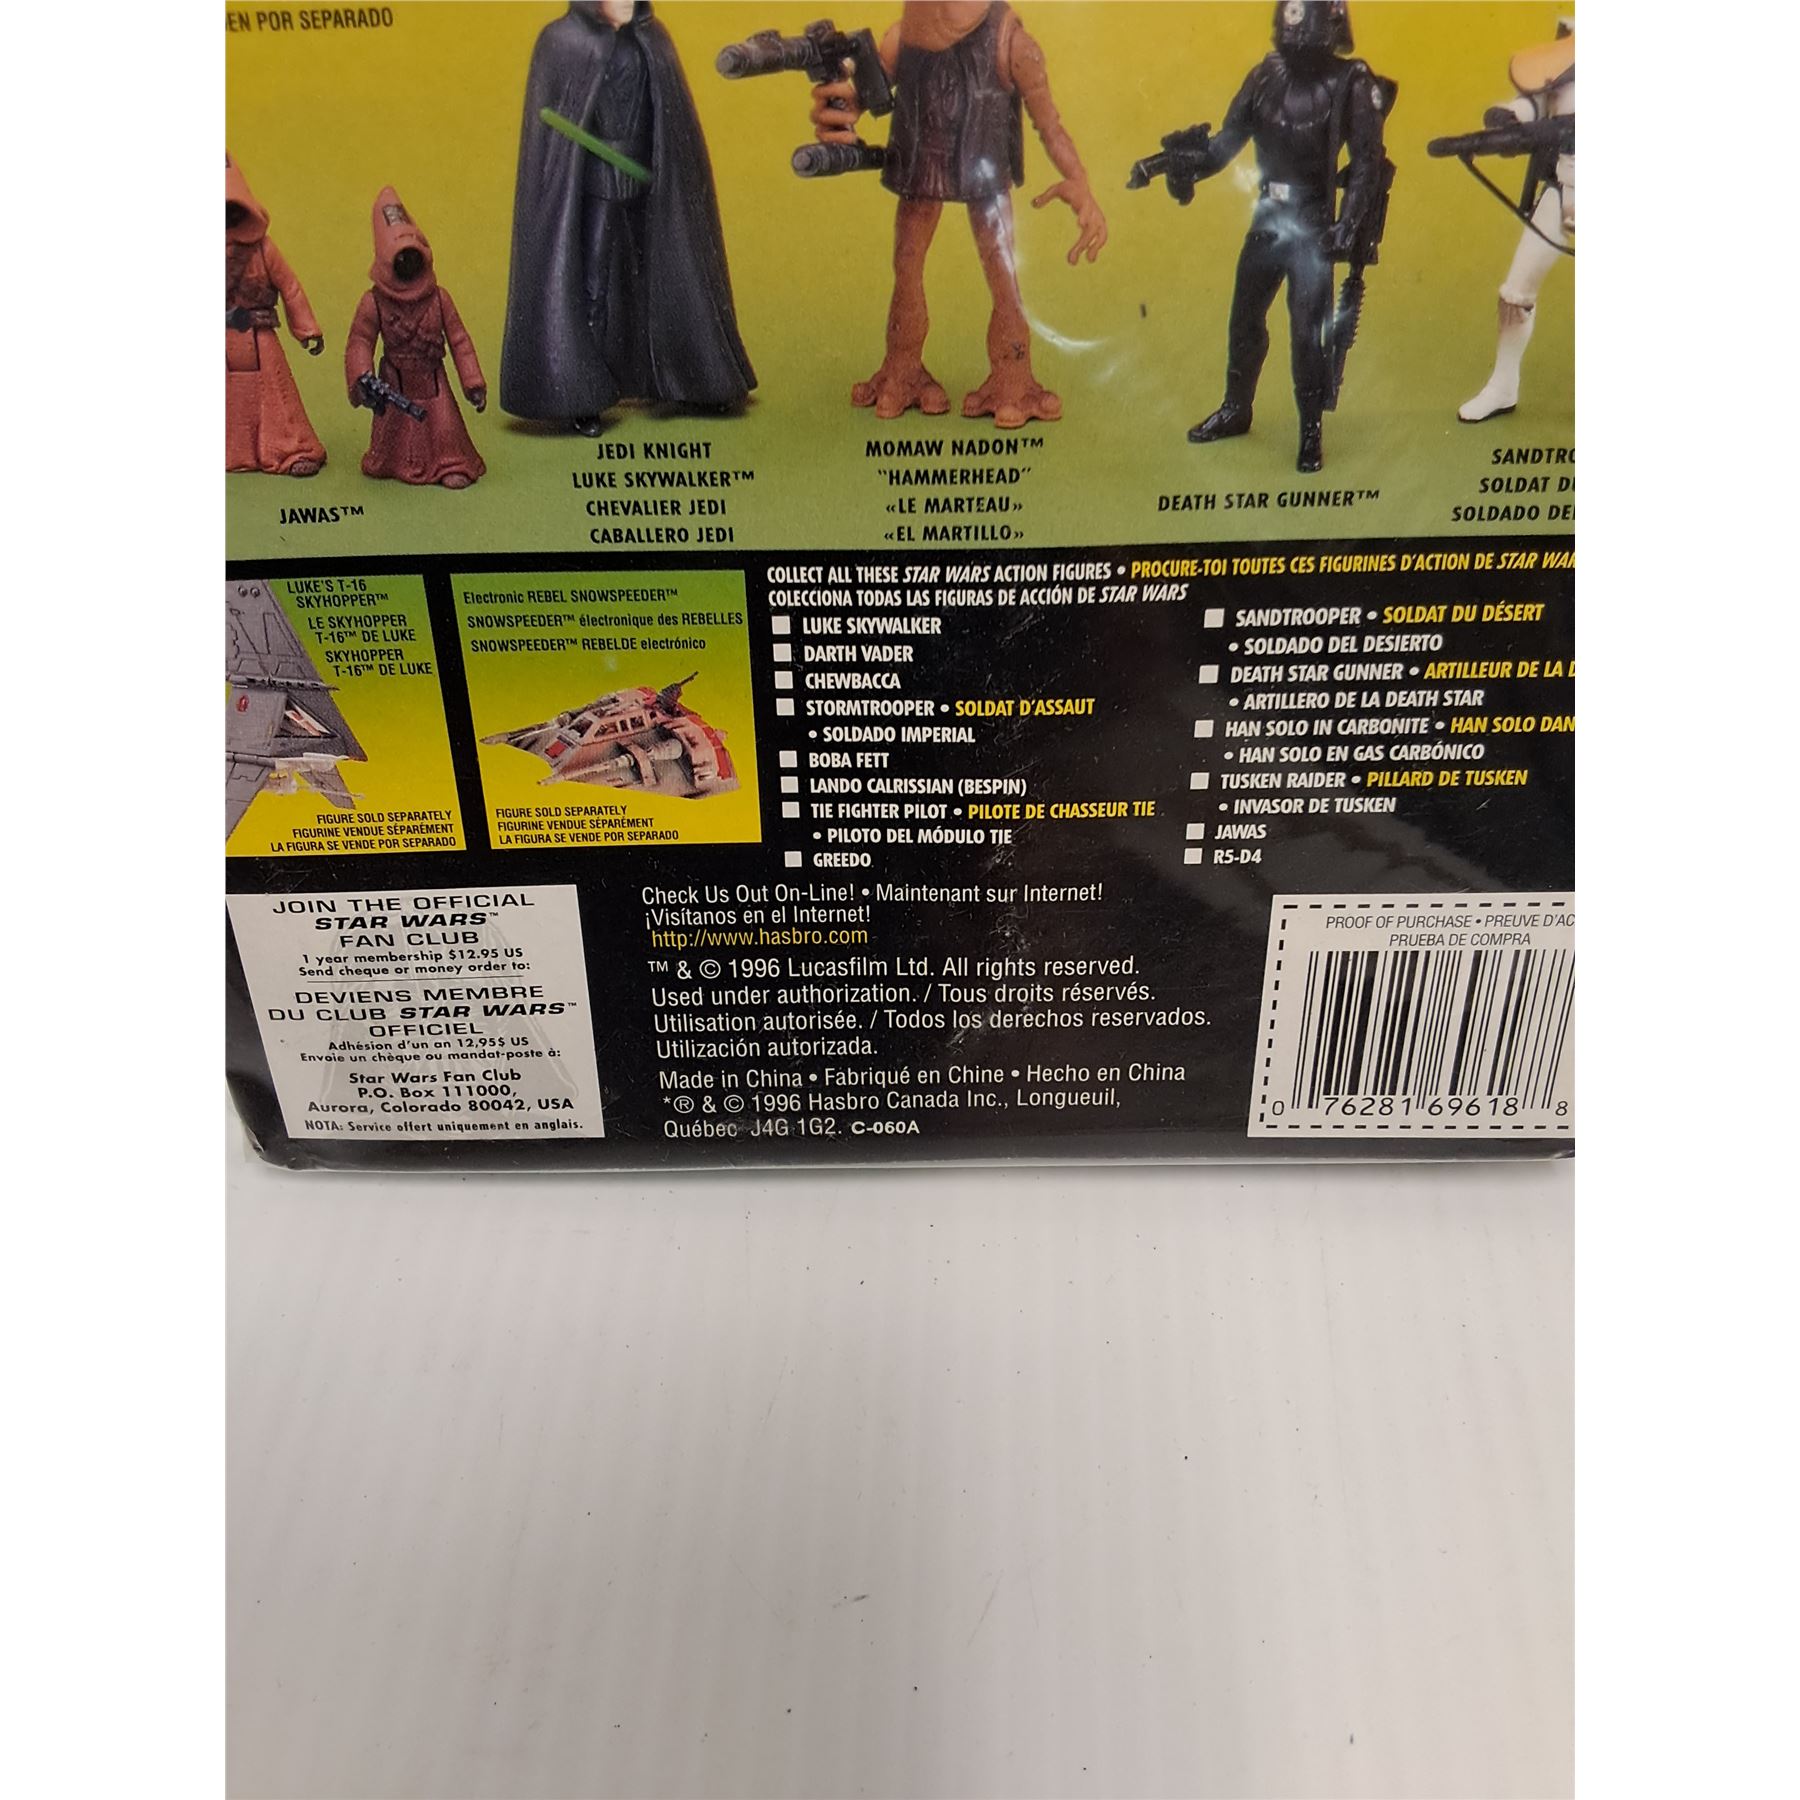 EN POR SEPARADO
JAWAS™
JEDI KNIGHT
LUKE SKYWALKER™
CHEVALIER JEDI
CABALLERO JEDI
MOMAW NADON™
"HAMMERHEAD"
«LE MARTEAU»
«EL MARTILLO»
DEATH STAR GUNNER™
SANDTRO
SOLDAT D
SOLDADO DE
LUKE'S T-16
SKYHOPPER™
LE SKYHOPPER
T-16™ DE LUKE
SKYHOPPER
T-16™ DE LUKE
FIGURE SOLD SEPARATELY
FIGURINE VENDUE SÉPARÉMENT
LA FIGURA SE VENDE POR SEPARADO
Electronic REBEL SNOWSPEEDER™
SNOWSPEEDER™ électronique des REBELLES
SNOWSPEEDER™ REBELDE electrónico
FIGURE SOLD SEPARATELY
FIGURINE VENDUE SÉPARÉMENT
LA FIGURA SE VENDE POR SEPARADO
COLLECT ALL THESE STAR WARS ACTION FIGURES • PROCURE-TOI TOUTES CES FIGURINES D'ACTION DE STAR WAR
COLECCIONA TODAS LAS FIGURAS DE ACCIÓN DE STAR WARS
LUKE SKYWALKER
DARTH VADER
CHEWBACCA
STORMTROOPER • SOLDAT D'ASSAUT
• SOLDADO IMPERIAL
BOBA FETT
LANDO CALRISSIAN (BESPIN)
TIE FIGHTER PILOT • PILOTE DE CHASSEUR TIE
• PILOTO DEL MÓDULO TIE
GREEDO
SANDTROOPER • SOLDAT DU DÉSERT
• SOLDADO DEL DESIERTO
DEATH STAR GUNNER • ARTILLEUR DE LA D
• ARTILLERO DE LA DEATH STAR
HAN SOLO IN CARBONITE • HAN SOLO DAN
• HAN SOLO EN GAS CARBÓNICO
TUSKEN RAIDER • PILLARD DE TUSKEN
• INVASOR DE TUSKEN
JAWAS
R5-D4
JOIN THE OFFICIAL
STAR WARS™
FAN CLUB
1 year membership $12.95 US
Send cheque or money order to:
DEVIENS MEMBRE
DU CLUB STAR WARS™
OFFICIEL
Adhésion d'un an 12,95$ US
Envoie un chèque ou mandat-poste à:
Star Wars Fan Club
P.O. Box 111000,
Aurora, Colorado 80042, USA
NOTA: Service offert uniquement en anglais.
Check Us Out On-Line! • Maintenant sur Internet!
¡Visítanos en el Internet!
http://www.hasbro.com
™ & © 1996 Lucasfilm Ltd. All rights reserved.
Used under authorization. / Tous droits réservés.
Utilisation autorisée. / Todos los derechos reservados.
Utilización autorizada.
Made in China • Fabriqué en Chine • Hecho en China
*® & © 1996 Hasbro Canada Inc., Longueuil,
Québec J4G 1G2. C-060A
PROOF OF PURCHASE • PREUVE D'AC
PRUEBA DE COMPRA
0 76281 69618 8